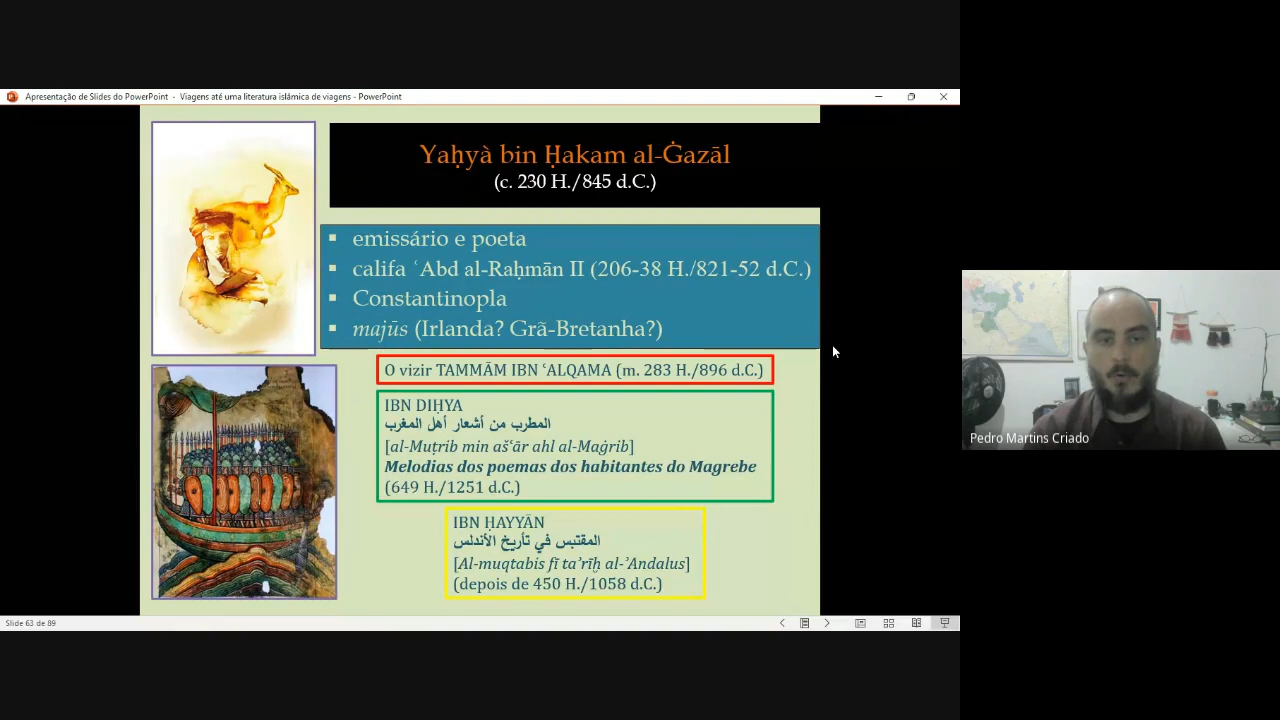 Apresentação de Slides do PowerPoint - Viagens até uma literatura islâmica de viagens - PowerPoint
Yaḥyà bin Ḥakam al-Ġazāl
(c. 230 H./845 d.C.)
▪ emissário e poeta
▪ califa ʿAbd al-Raḥmān II (206-38 H./821-52 d.C.)
▪ Constantinopla
▪ majūs (Irlanda? Grã-Bretanha?)
O vizir TAMMĀM IBN ʿALQAMA (m. 283 H./896 d.C.)
IBN DIḤYA
المطرب من أشعار أهل المغرب
[al-Muṭrib min ašʿār ahl al-Maġrib]
Melodias dos poemas dos habitantes do Magrebe
(649 H./1251 d.C.)
IBN ḤAYYĀN
المقتبس في تأريخ الأندلس
[Al-muqtabis fī taʾrīḫ al-ʾAndalus]
(depois de 450 H./1058 d.C.)
Pedro Martins Criado
Slide 63 de 89